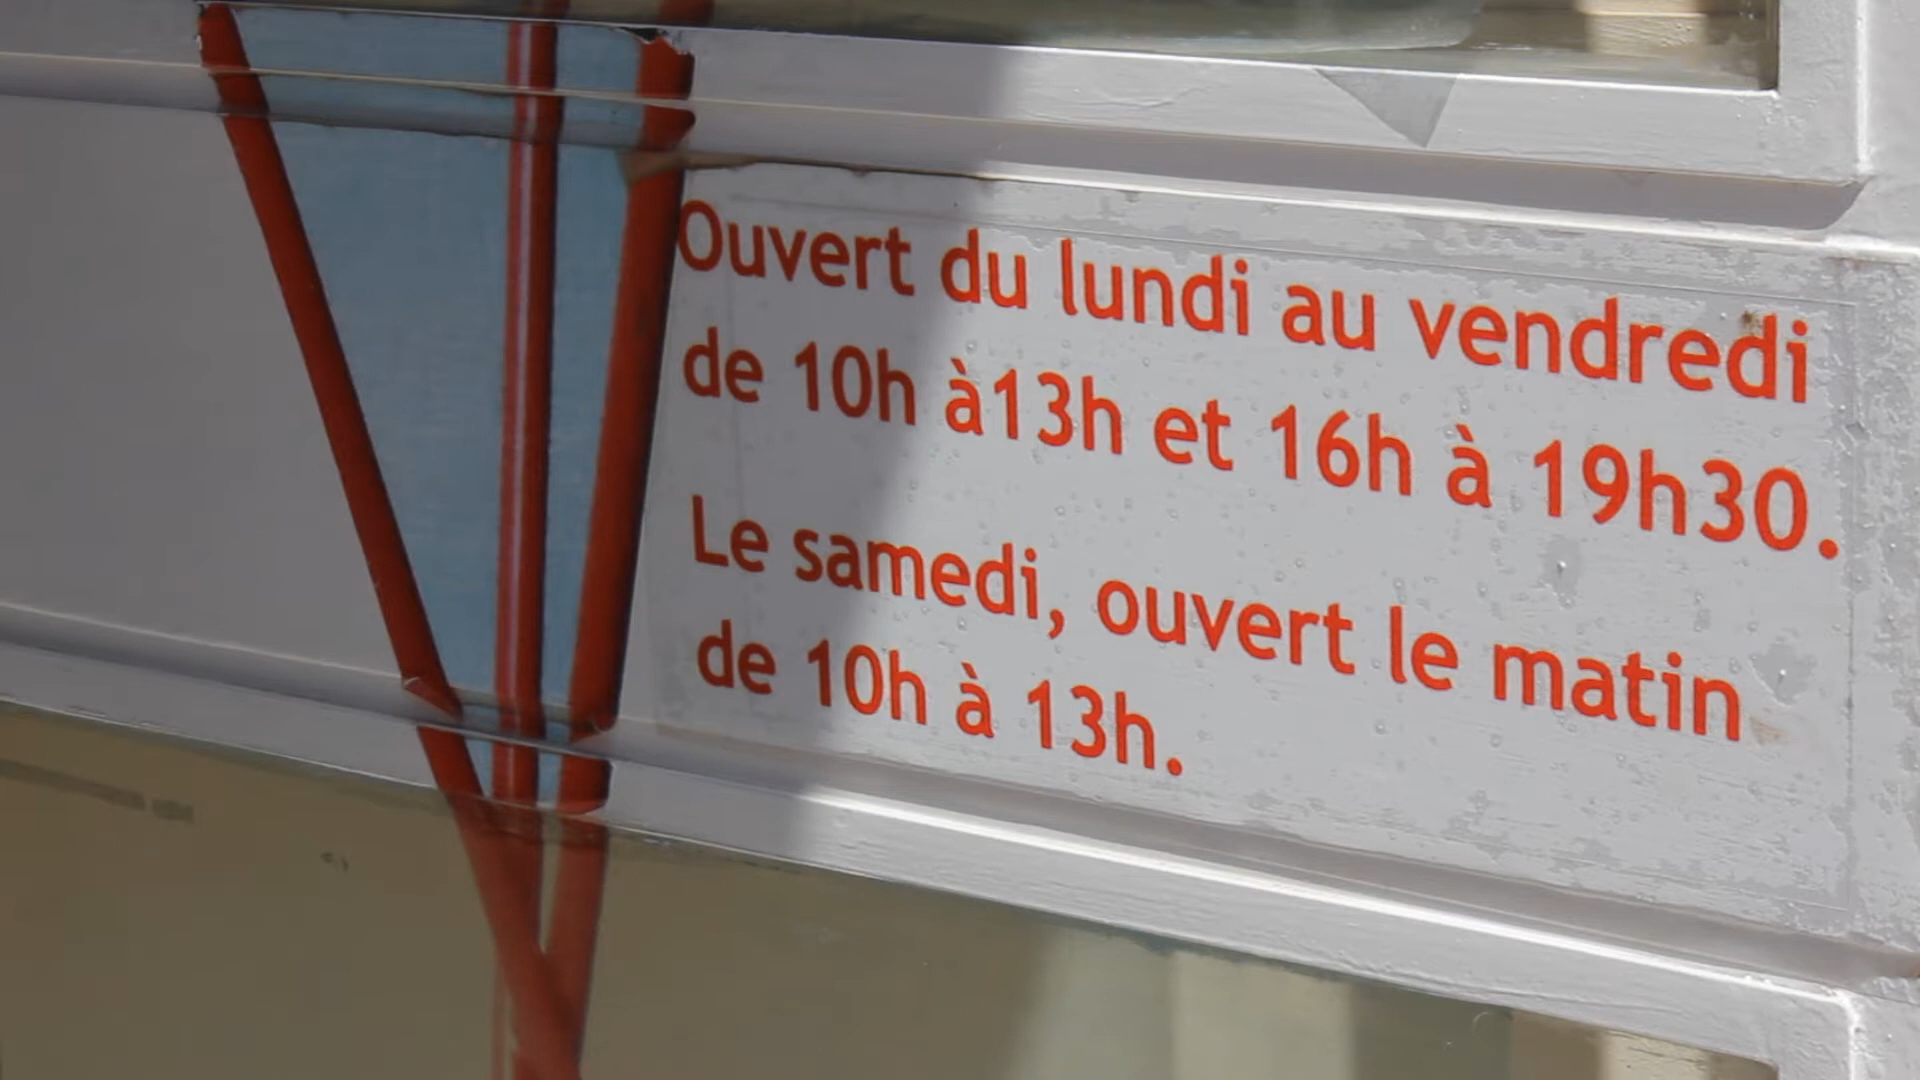 Ouvert du lundi au vendredi
de 10h à13h et 16h à 19h30.
Le samedi, ouvert le matin
de 10h à 13h.